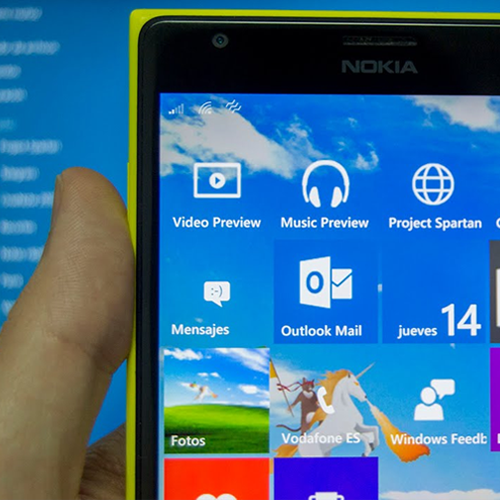 NOKIA
Video Preview
Music Preview
Project Spartan
Mensajes
Outlook Mail
jueves 14
Fotos
Vodafone ES
Windows Feedb